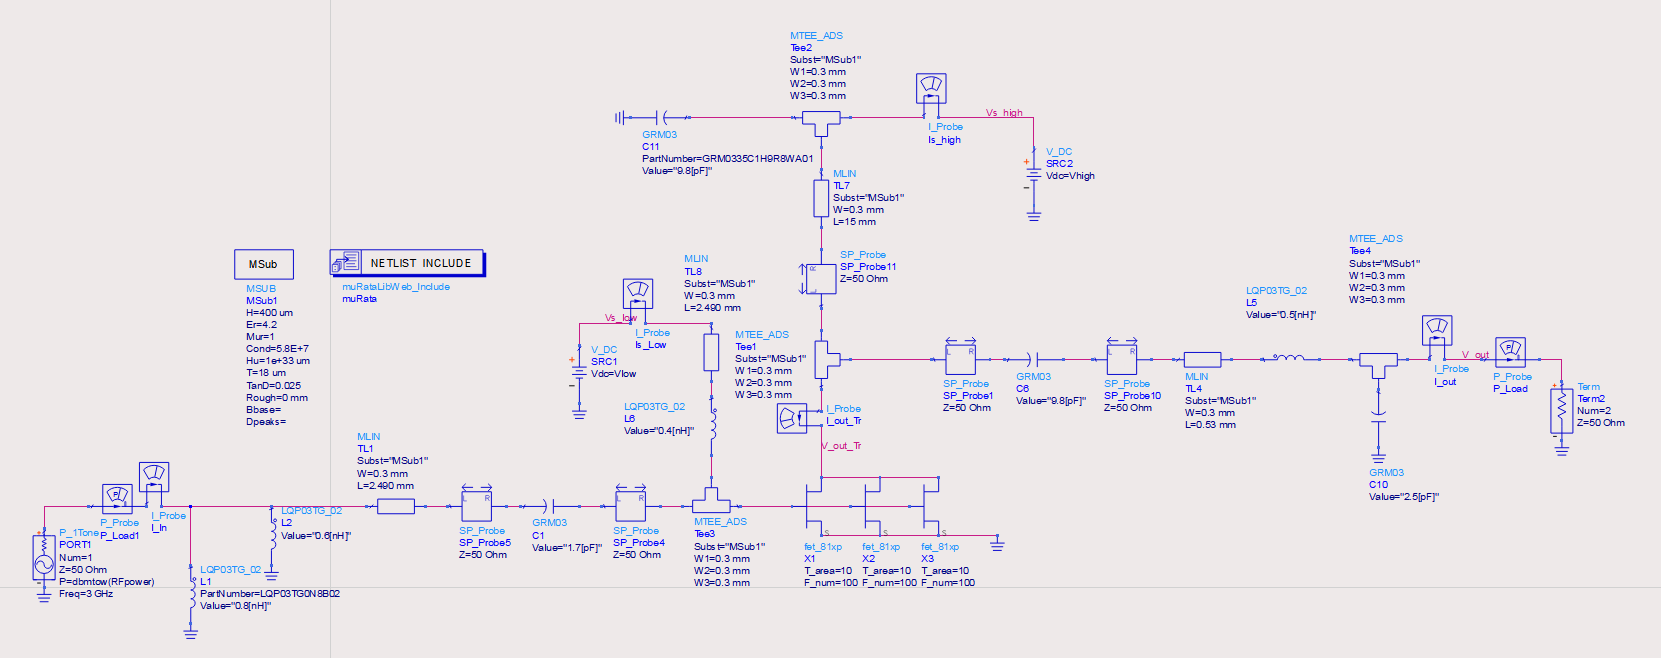 MTEE_ADS
Tee2
Subst="MSub1"
W1=0.3 mm
W2=0.3 mm
W3=0.3 mm
I_Probe
Is_high
Vs_high
V_DC
SRC2
Vdc=Vhigh
+
−
GRM03
C11
PartNumber=GRM0335C1H9R8WA01
Value="9.8[pF]"
MLIN
TL7
Subst="MSub1"
W=0.3 mm
L=15 mm
SP_Probe
SP_Probe11
Z=50 Ohm
R
L
MSub
MSUB
MSub1
H=400 um
Er=4.2
Mur=1
Cond=5.8E+7
Hu=1e+33 um
T=18 um
TanD=0.025
Rough=0 mm
Bbase=
Dpeaks=
NETLIST INCLUDE
muRataLibWeb_Include
muRata
MLIN
TL8
Subst="MSub1"
W=0.3 mm
L=2.490 mm
Vs_low
I_Probe
Is_Low
V_DC
SRC1
Vdc=Vlow
+
−
MTEE_ADS
Tee1
Subst="MSub1"
W1=0.3 mm
W2=0.3 mm
W3=0.3 mm
LQP03TG_02
L6
Value="0.4[nH]"
I_Probe
I_out_Tr
V_out_Tr
L R
SP_Probe
SP_Probe1
Z=50 Ohm
GRM03
C6
Value="9.8[pF]"
L R
SP_Probe
SP_Probe10
Z=50 Ohm
MLIN
TL4
Subst="MSub1"
W=0.3 mm
L=0.53 mm
LQP03TG_02
L5
Value="0.5[nH]"
MTEE_ADS
Tee4
Subst="MSub1"
W1=0.3 mm
W2=0.3 mm
W3=0.3 mm
I_Probe
I_out
V_out
P
P_Probe
P_Load
+
−
Term
Term2
Num=2
Z=50 Ohm
GRM03
C10
Value="2.5[pF]"
MLIN
TL1
Subst="MSub1"
W=0.3 mm
L=2.490 mm
P
P_Probe
P_Load1
I_Probe
I_In
P_1Tone
PORT1
Num=1
Z=50 Ohm
P=dbmtow(RFpower)
Freq=3 GHz
+
−
LQP03TG_02
L2
Value="0.6[nH]"
LQP03TG_02
L1
PartNumber=LQP03TG0N8B02
Value="0.8[nH]"
L R
SP_Probe
SP_Probe5
Z=50 Ohm
GRM03
C1
Value="1.7[pF]"
L R
SP_Probe
SP_Probe4
Z=50 Ohm
MTEE_ADS
Tee3
Subst="MSub1"
W1=0.3 mm
W2=0.3 mm
W3=0.3 mm
S
fet_81xp
X1
T_area=10
F_num=100
S
fet_81xp
X2
T_area=10
F_num=100
S
fet_81xp
X3
T_area=10
F_num=100